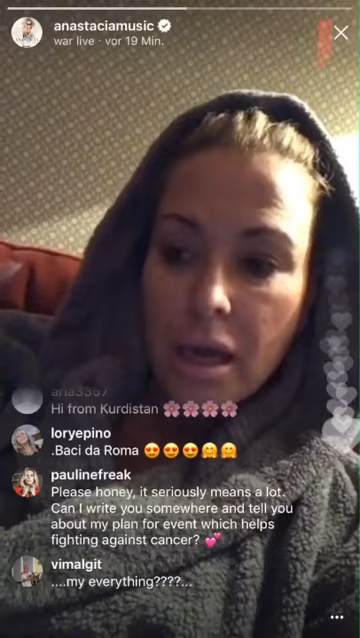 anastaciamusic
war live · vor 19 Min.
aria3357
Hi from Kurdistan 🌸🌸🌸🌸
loryepino
.Baci da Roma 😍😍😍🤗🤗
paulinefreak
Please honey, it seriously means a lot.
Can I write you somewhere and tell you
about my plan for event which helps
fighting against cancer? 💕
vimalgit
....my everything????...